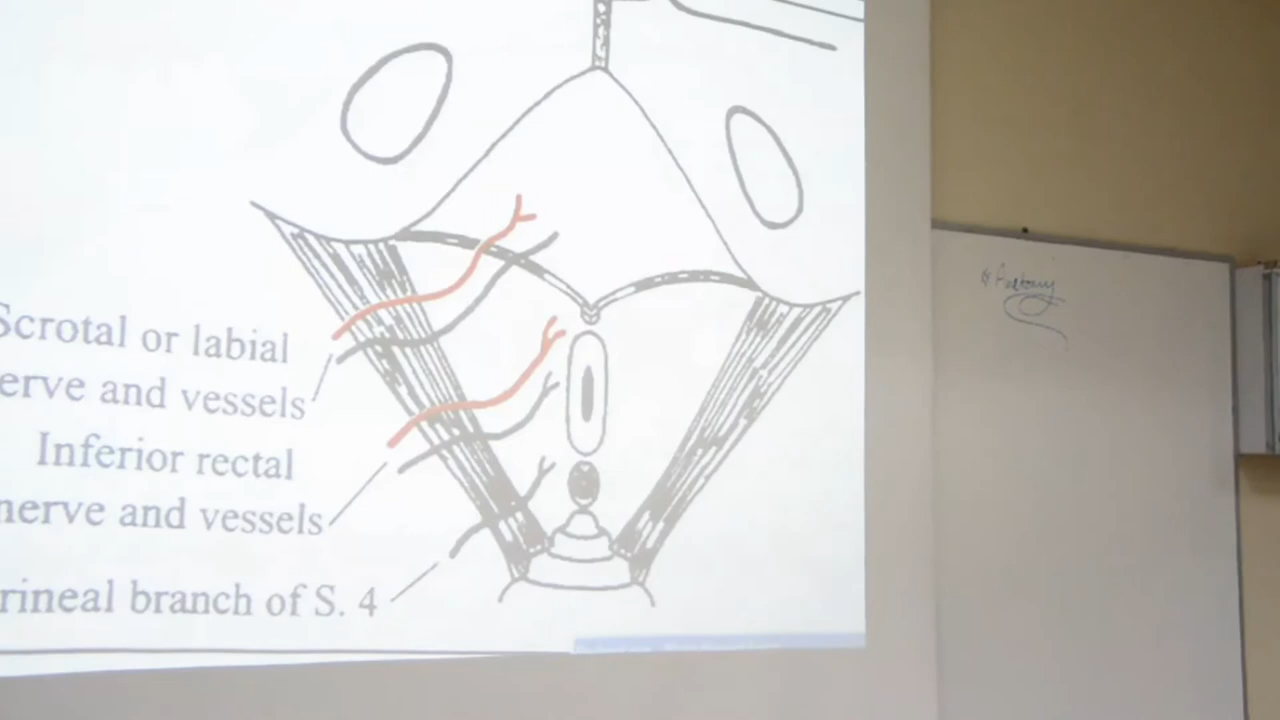 Scrotal or labial
erve and vessels
Inferior rectal
nerve and vessels
rineal branch of S. 4